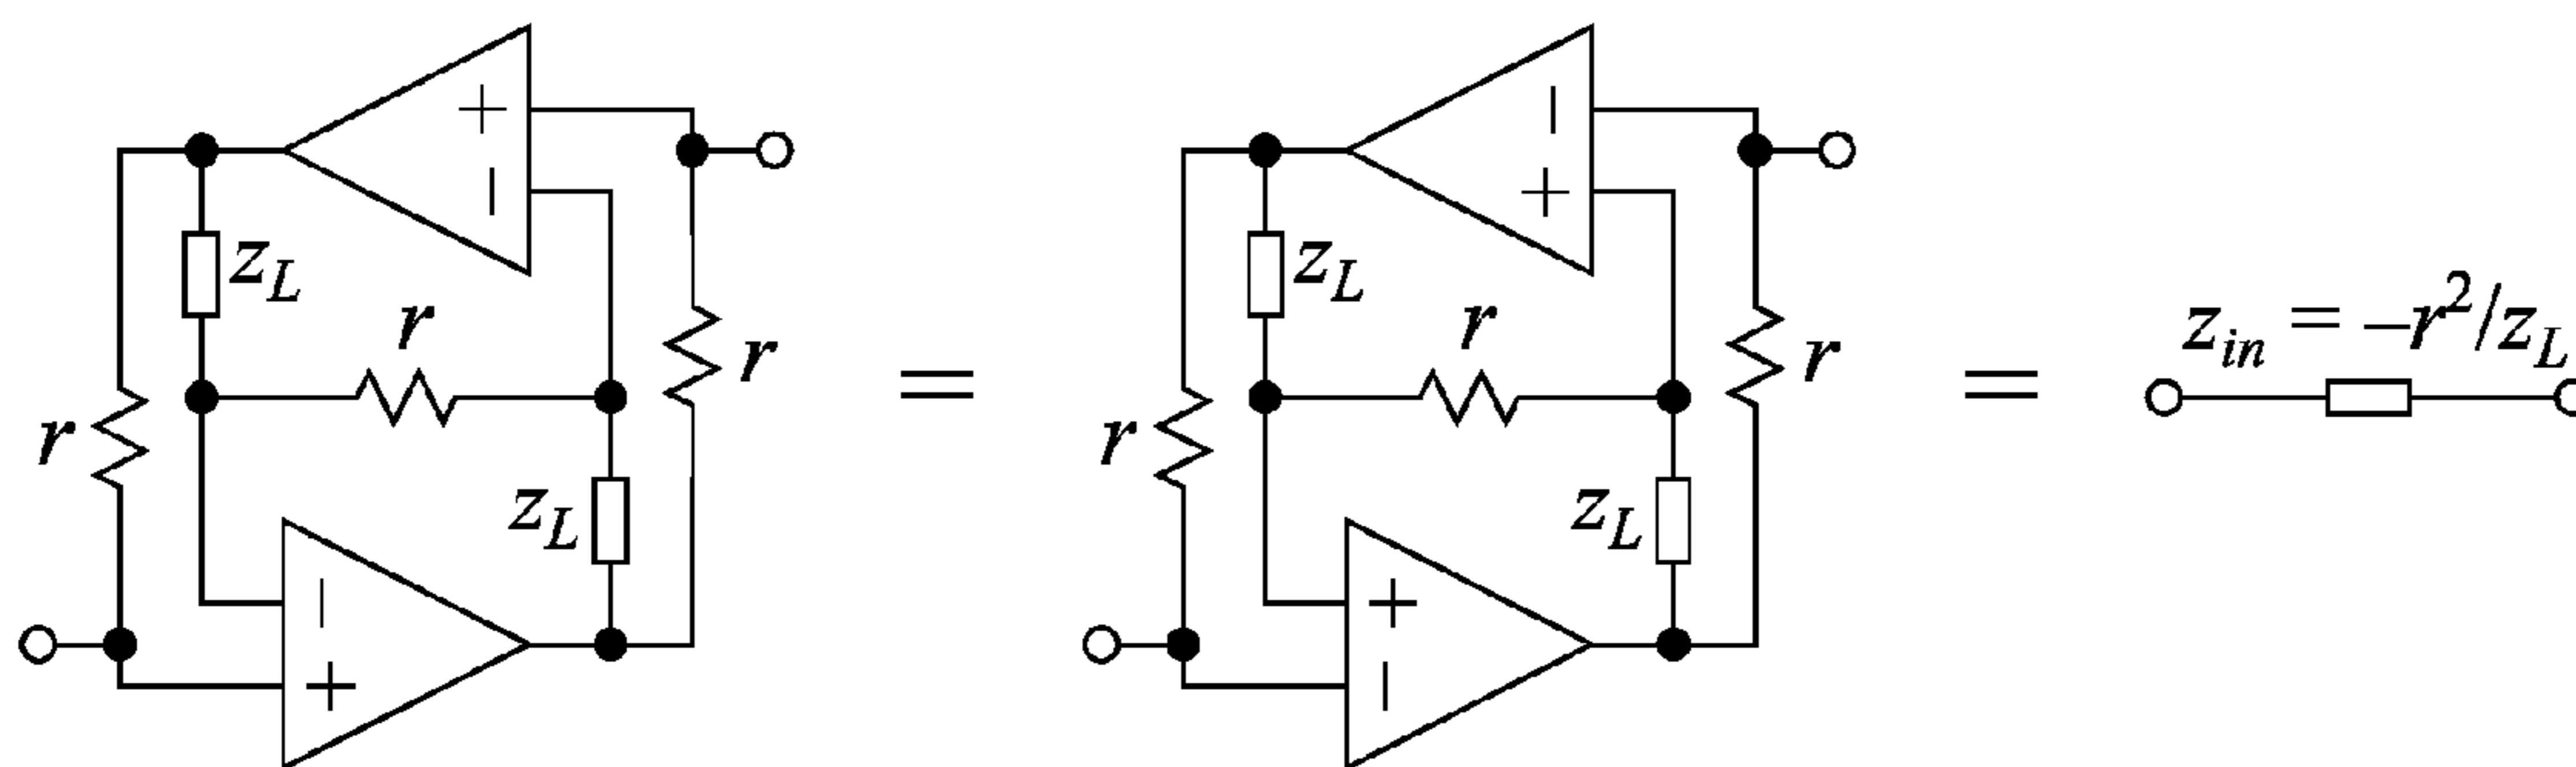 +
−
z_L
r
r
r
z_L
−
+
=
−
+
z_L
r
r
r
z_L
+
−
=
z_in = −r²/z_L